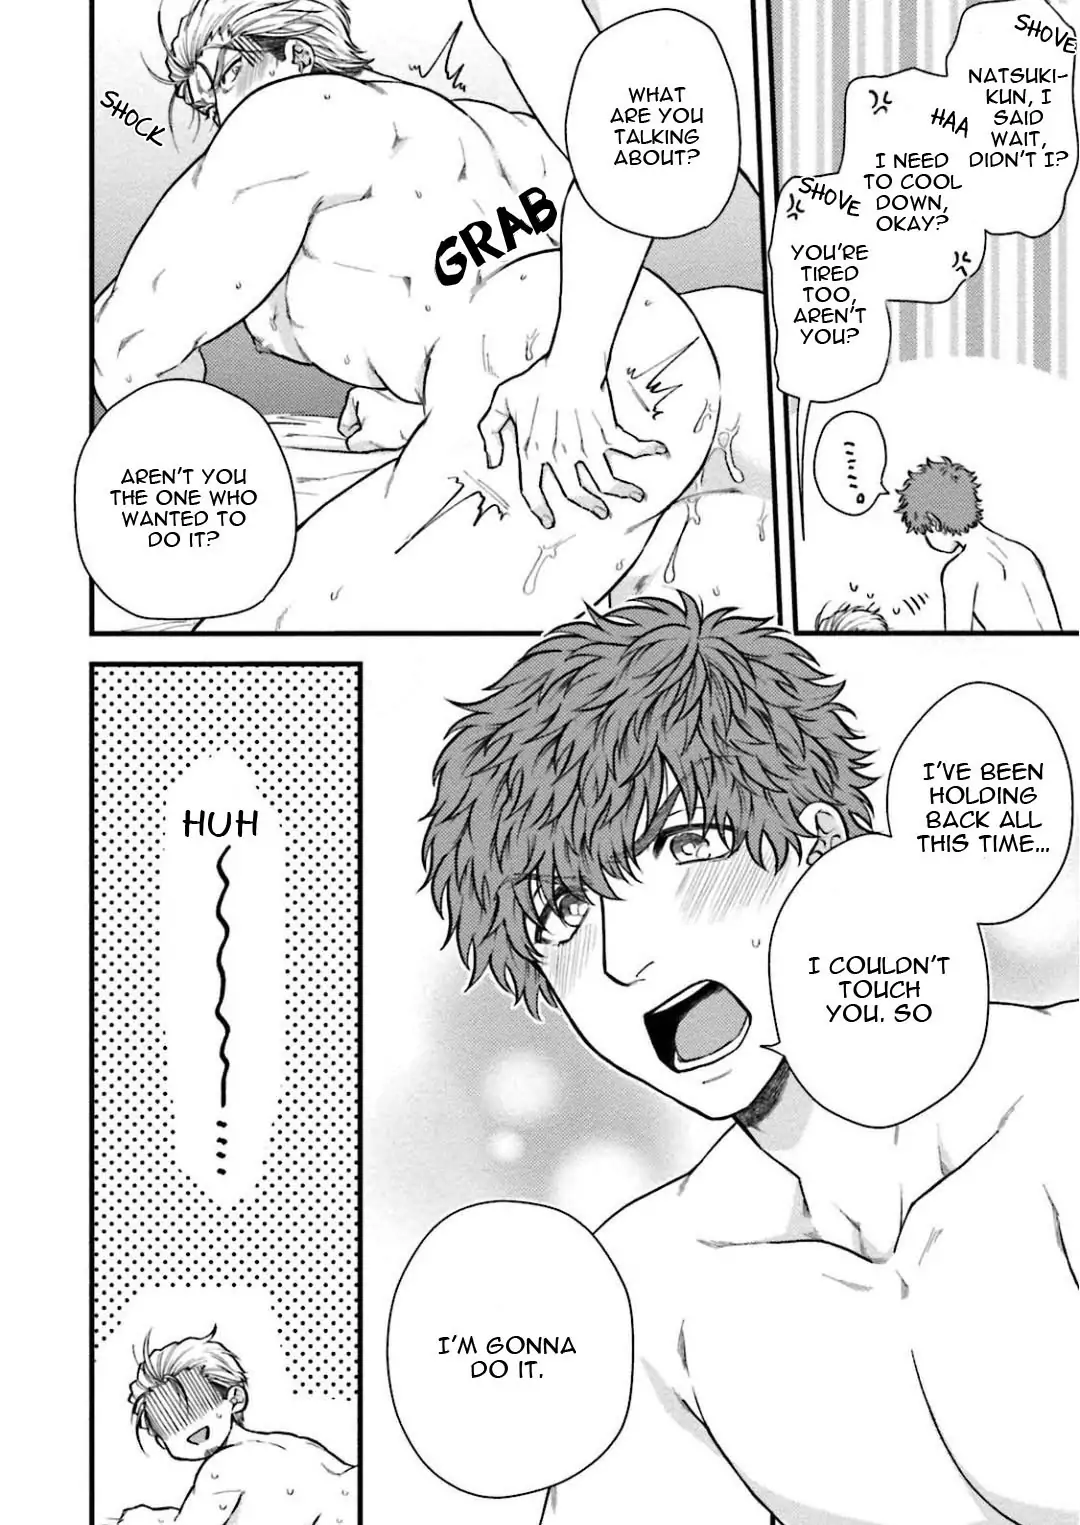 SHOVE
NATSUKI-
KUN, I
SAID
WAIT,
DIDN'T I?
HAA
I NEED
TO COOL
DOWN,
OKAY?
SHOVE
YOU'RE
TIRED
TOO,
AREN'T
YOU?
WHAT
ARE YOU
TALKING
ABOUT?
SHOCK
GRAB
AREN'T YOU
THE ONE WHO
WANTED TO
DO IT?
I'VE BEEN
HOLDING
BACK ALL
THIS TIME...
I COULDN'T
TOUCH
YOU. SO
I'M GONNA
DO IT.
HUH